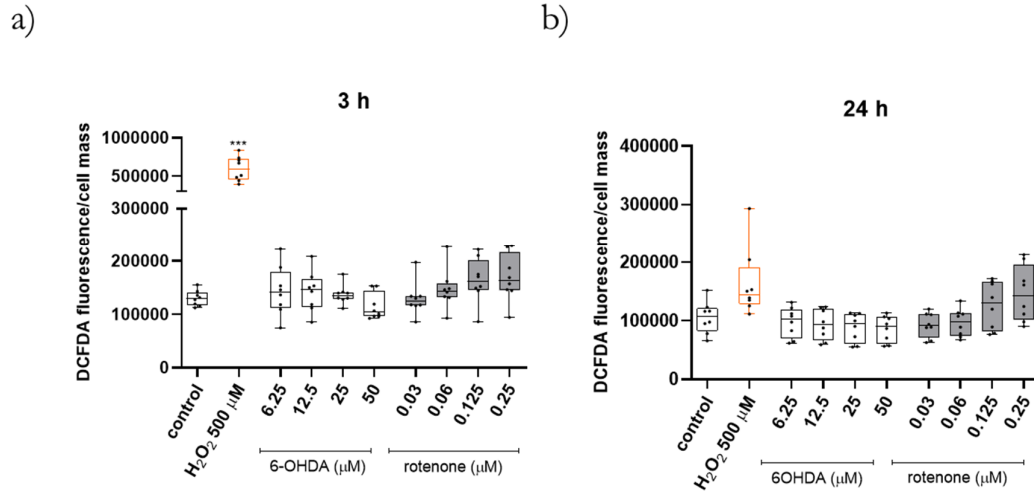 a)
3 h
DCFDA fluorescence/cell mass
1000000
***
500000
300000
200000
100000
0
control
H₂O₂ 500 μM
6.25
12.5
25
50
0.03
0.06
0.125
0.25
6-OHDA (μM)
rotenone (μM)
b)
24 h
DCFDA fluorescence/cell mass
400000
300000
200000
100000
0
control
H₂O₂ 500 μM
6.25
12.5
25
50
0.03
0.06
0.125
0.25
6OHDA (μM)
rotenone (μM)